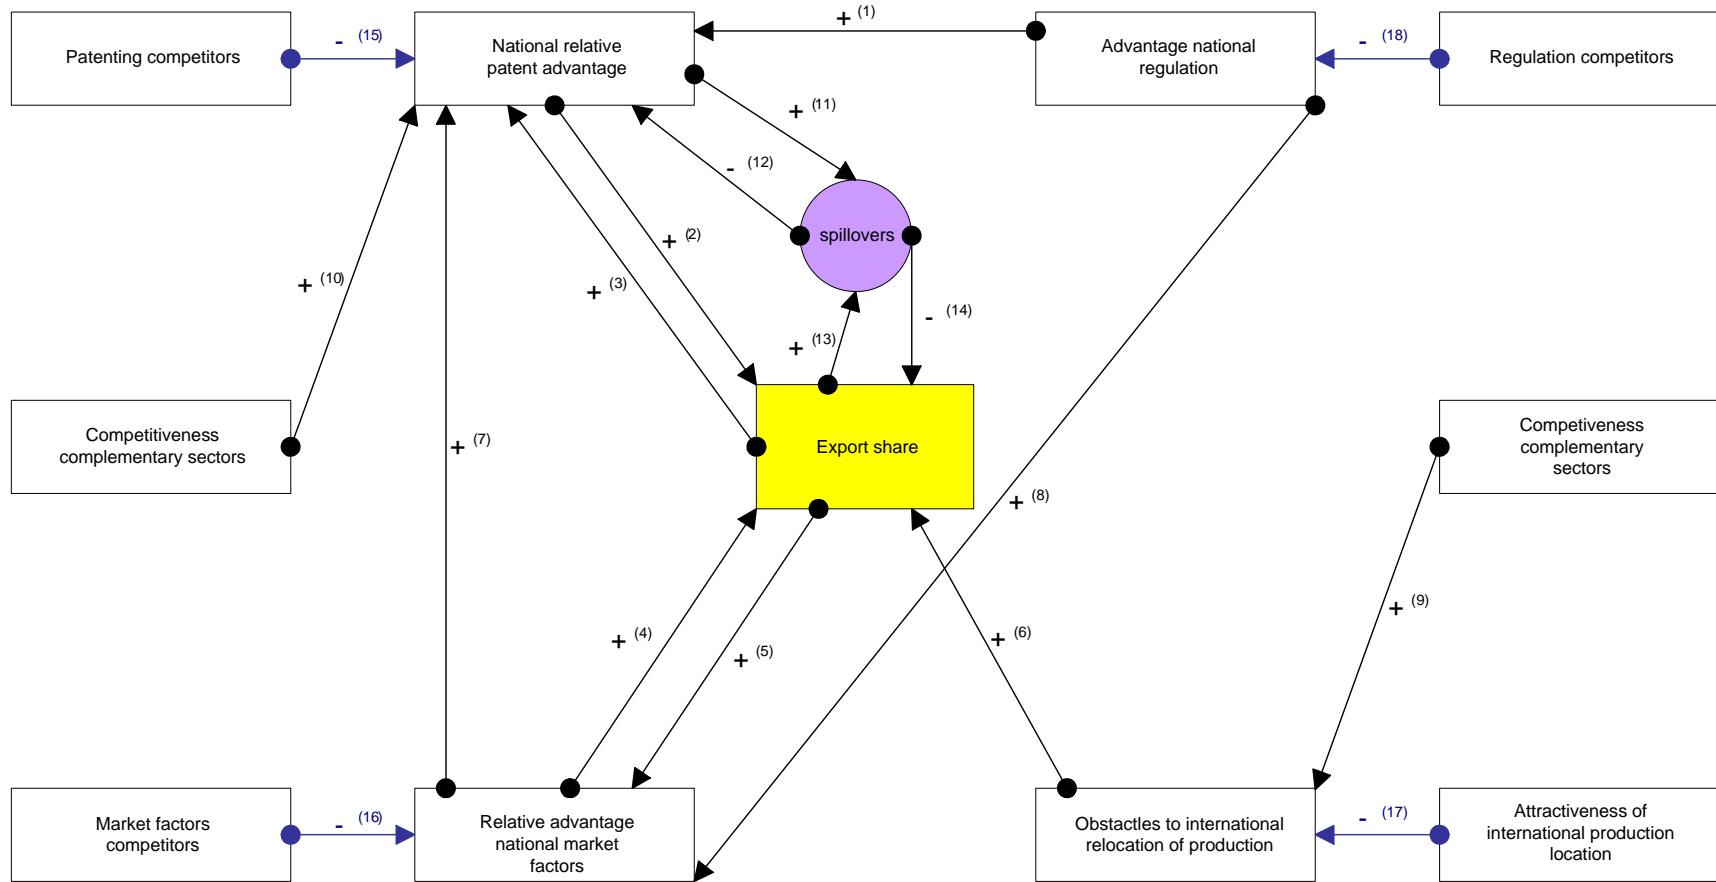 + (1)
Patenting competitors
- (15)
National relative
patent advantage
Advantage national
regulation
- (18)
Regulation competitors
+ (11)
- (12)
spillovers
+ (2)
+ (3)
+ (10)
- (14)
+ (13)
Competitiveness
complementary sectors
+ (7)
Export share
Competiveness
complementary
sectors
+ (8)
+ (9)
+ (4)
+ (5)
+ (6)
Market factors
competitors
- (16)
Relative advantage
national market
factors
Obstactles to international
relocation of production
- (17)
Attractiveness of
international production
location